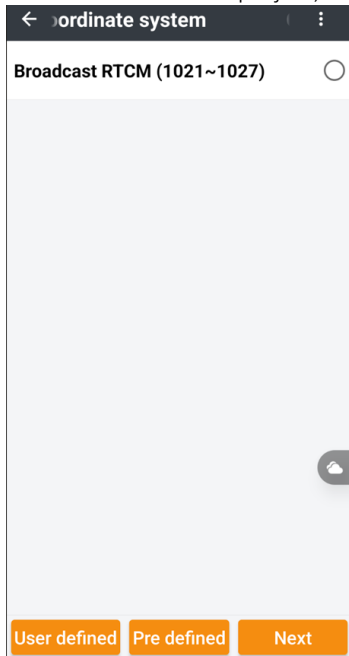 ordinate system
Broadcast RTCM (1021~1027)
User defined
Pre defined
Next